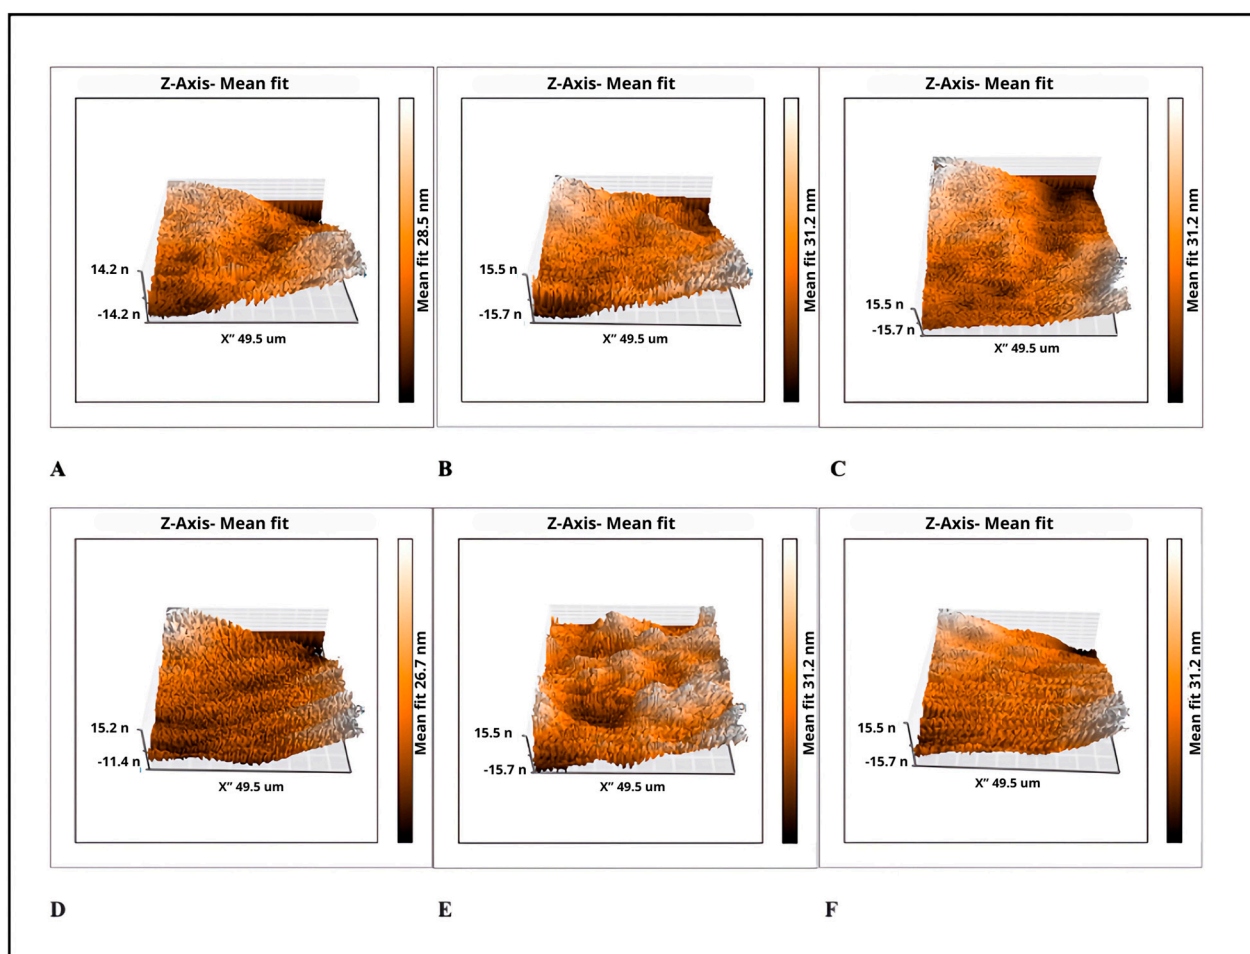 Z-Axis- Mean fit
14.2 n
-14.2 n
X” 49.5 um
Mean fit 28.5 nm
Z-Axis- Mean fit
15.5 n
-15.7 n
X” 49.5 um
Mean fit 31.2 nm
Z-Axis- Mean fit
15.5 n
-15.7 n
X” 49.5 um
Mean fit 31.2 nm
A
B
C
Z-Axis- Mean fit
15.2 n
-11.4 n
X” 49.5 um
Mean fit 26.7 nm
Z-Axis- Mean fit
15.5 n
-15.7 n
X” 49.5 um
Mean fit 31.2 nm
Z-Axis- Mean fit
15.5 n
-15.7 n
X” 49.5 um
Mean fit 31.2 nm
D
E
F